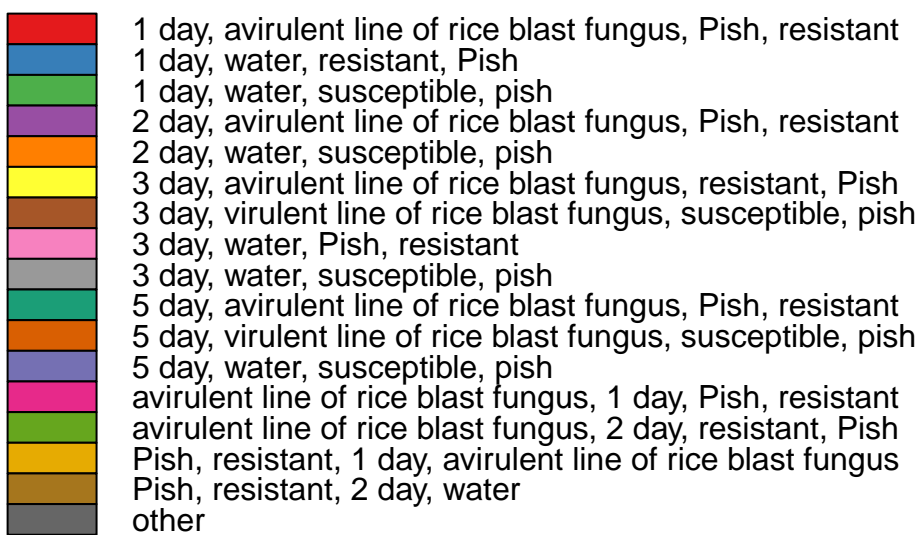 1 day, avirulent line of rice blast fungus, Pish, resistant
1 day, water, resistant, Pish
1 day, water, susceptible, pish
2 day, avirulent line of rice blast fungus, Pish, resistant
2 day, water, susceptible, pish
3 day, avirulent line of rice blast fungus, resistant, Pish
3 day, virulent line of rice blast fungus, susceptible, pish
3 day, water, Pish, resistant
3 day, water, susceptible, pish
5 day, avirulent line of rice blast fungus, Pish, resistant
5 day, virulent line of rice blast fungus, susceptible, pish
5 day, water, susceptible, pish
avirulent line of rice blast fungus, 1 day, Pish, resistant
avirulent line of rice blast fungus, 2 day, resistant, Pish
Pish, resistant, 1 day, avirulent line of rice blast fungus
Pish, resistant, 2 day, water
other